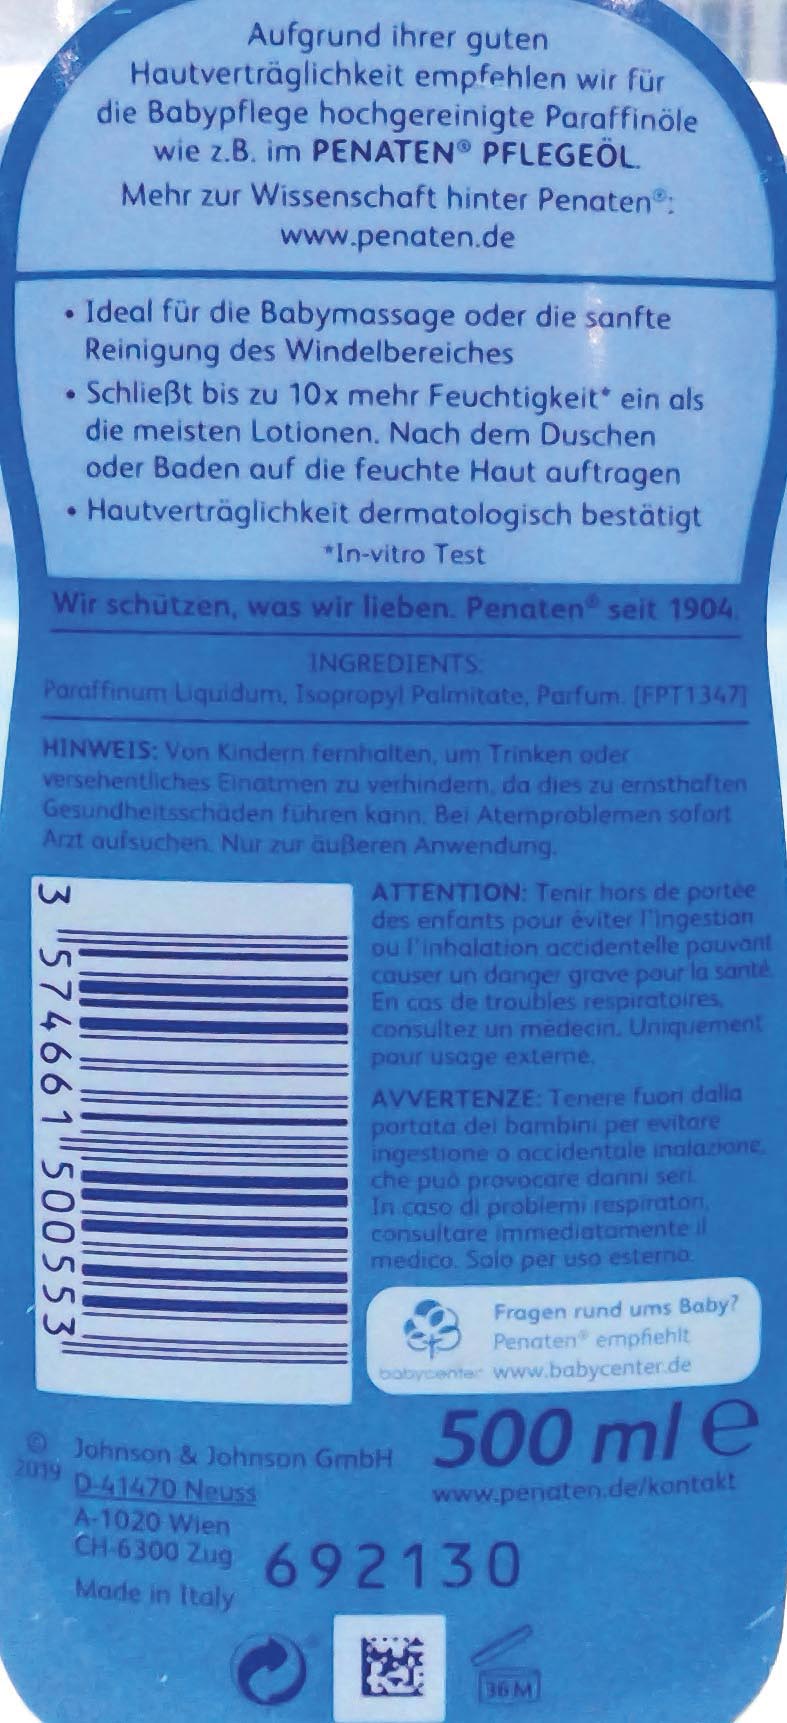 Aufgrund ihrer guten
Hautverträglichkeit empfehlen wir für
die Babypflege hochgereinigte Paraffinöle
wie z.B. im PENATEN® PFLEGEÖL.
Mehr zur Wissenschaft hinter Penaten®:
www.penaten.de
• Ideal für die Babymassage oder die sanfte
Reinigung des Windelbereiches
• Schließt bis zu 10x mehr Feuchtigkeit* ein als
die meisten Lotionen. Nach dem Duschen
oder Baden auf die feuchte Haut auftragen
• Hautverträglichkeit dermatologisch bestätigt
*In-vitro Test
Wir schützen, was wir lieben. Penaten® seit 1904.
INGREDIENTS:
Paraffinum Liquidum, Isopropyl Palmitate, Parfum. [FPT1347]
HINWEIS: Von Kindern fernhalten, um Trinken oder
versehentliches Einatmen zu verhindern, da dies zu ernsthaften
Gesundheitsschäden führen kann. Bei Atemproblemen sofort
Arzt aufsuchen. Nur zur äußeren Anwendung.
ATTENTION: Tenir hors de portée
des enfants pour éviter l'ingestion
ou l'inhalation accidentelle pouvant
causer un danger grave pour la santé.
En cas de troubles respiratoires,
consultez un médecin. Uniquement
pour usage externe.
AVVERTENZE: Tenere fuori dalla
portata dei bambini per evitare
ingestione o accidentale inalazione,
che può provocare danni seri.
In caso di problemi respiratori,
consultare immediatamente il
medico. Solo per uso esterno.
3 574661 500553
Fragen rund ums Baby?
Penaten® empfiehlt
babycenter www.babycenter.de
500 ml e
www.penaten.de/kontakt
© 2019
Johnson & Johnson GmbH
D-41470 Neuss
A-1020 Wien
CH-6300 Zug
Made in Italy
692130
36 M